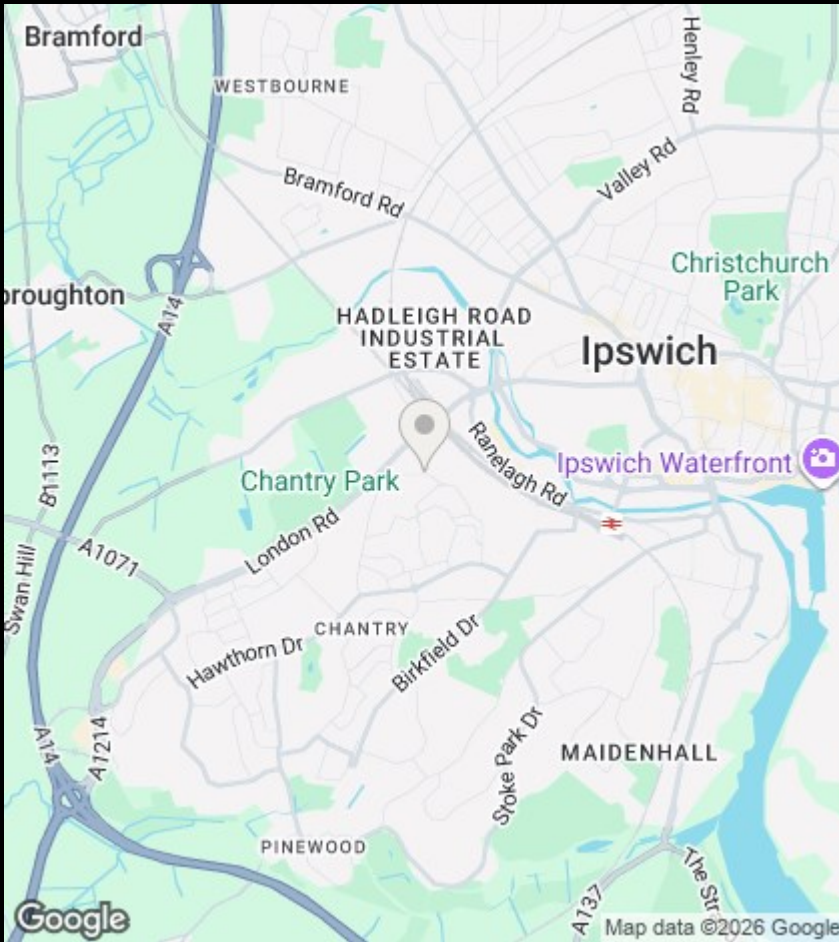 Bramford
WESTBOURNE
Henley Rd
Bramford Rd
Valley Rd
Christchurch
Park
broughton
A14
HADLEIGH ROAD
INDUSTRIAL
ESTATE
Ipswich
Ranelagh Rd
Ipswich Waterfront
Chantry Park
B1113
London Rd
A1071
Swan Hill
CHANTRY
Hawthorn Dr
Birkfield Dr
A14
A1214
Stoke Park Dr
MAIDENHALL
PINEWOOD
The Stra
A137
Google
Map data ©2026 Google